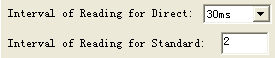 Interval of Reading for Direct: 30ms
Interval of Reading for Standard: 2